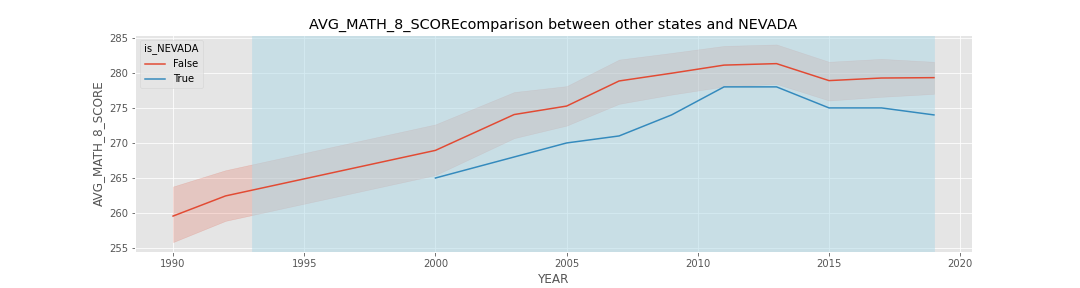 AVG_MATH_8_SCOREcomparison between other states and NEVADA
is_NEVADA
False
True
AVG_MATH_8_SCORE
285
280
275
270
265
260
255
1990
1995
2000
2005
2010
2015
2020
YEAR